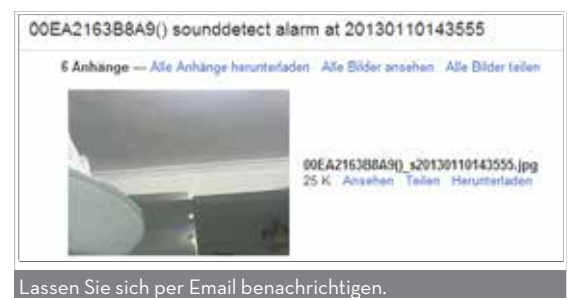 00EA2163B8A9() sounddetect alarm at 20130110143555
6 Anhänge — Alle Anhänge herunterladen Alle Bilder ansehen Alle Bilder teilen
00EA2163B8A9()_s20130110143555.jpg
25 K Ansehen Teilen Herunterladen
Lassen Sie sich per Email benachrichtigen.